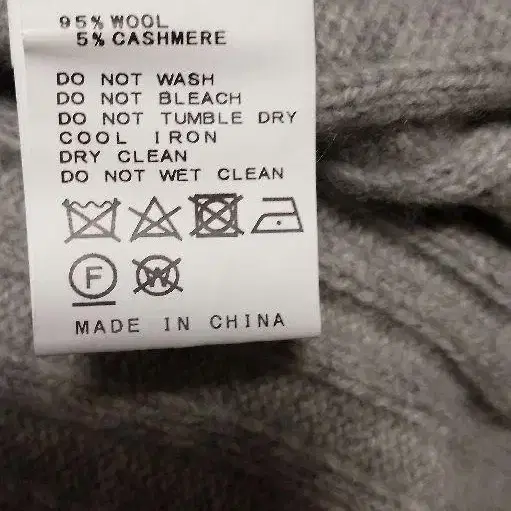 95% WOOL
5% CASHMERE
DO NOT WASH
DO NOT BLEACH
DO NOT TUMBLE DRY
COOL IRON
DRY CLEAN
DO NOT WET CLEAN
F W
MADE IN CHINA